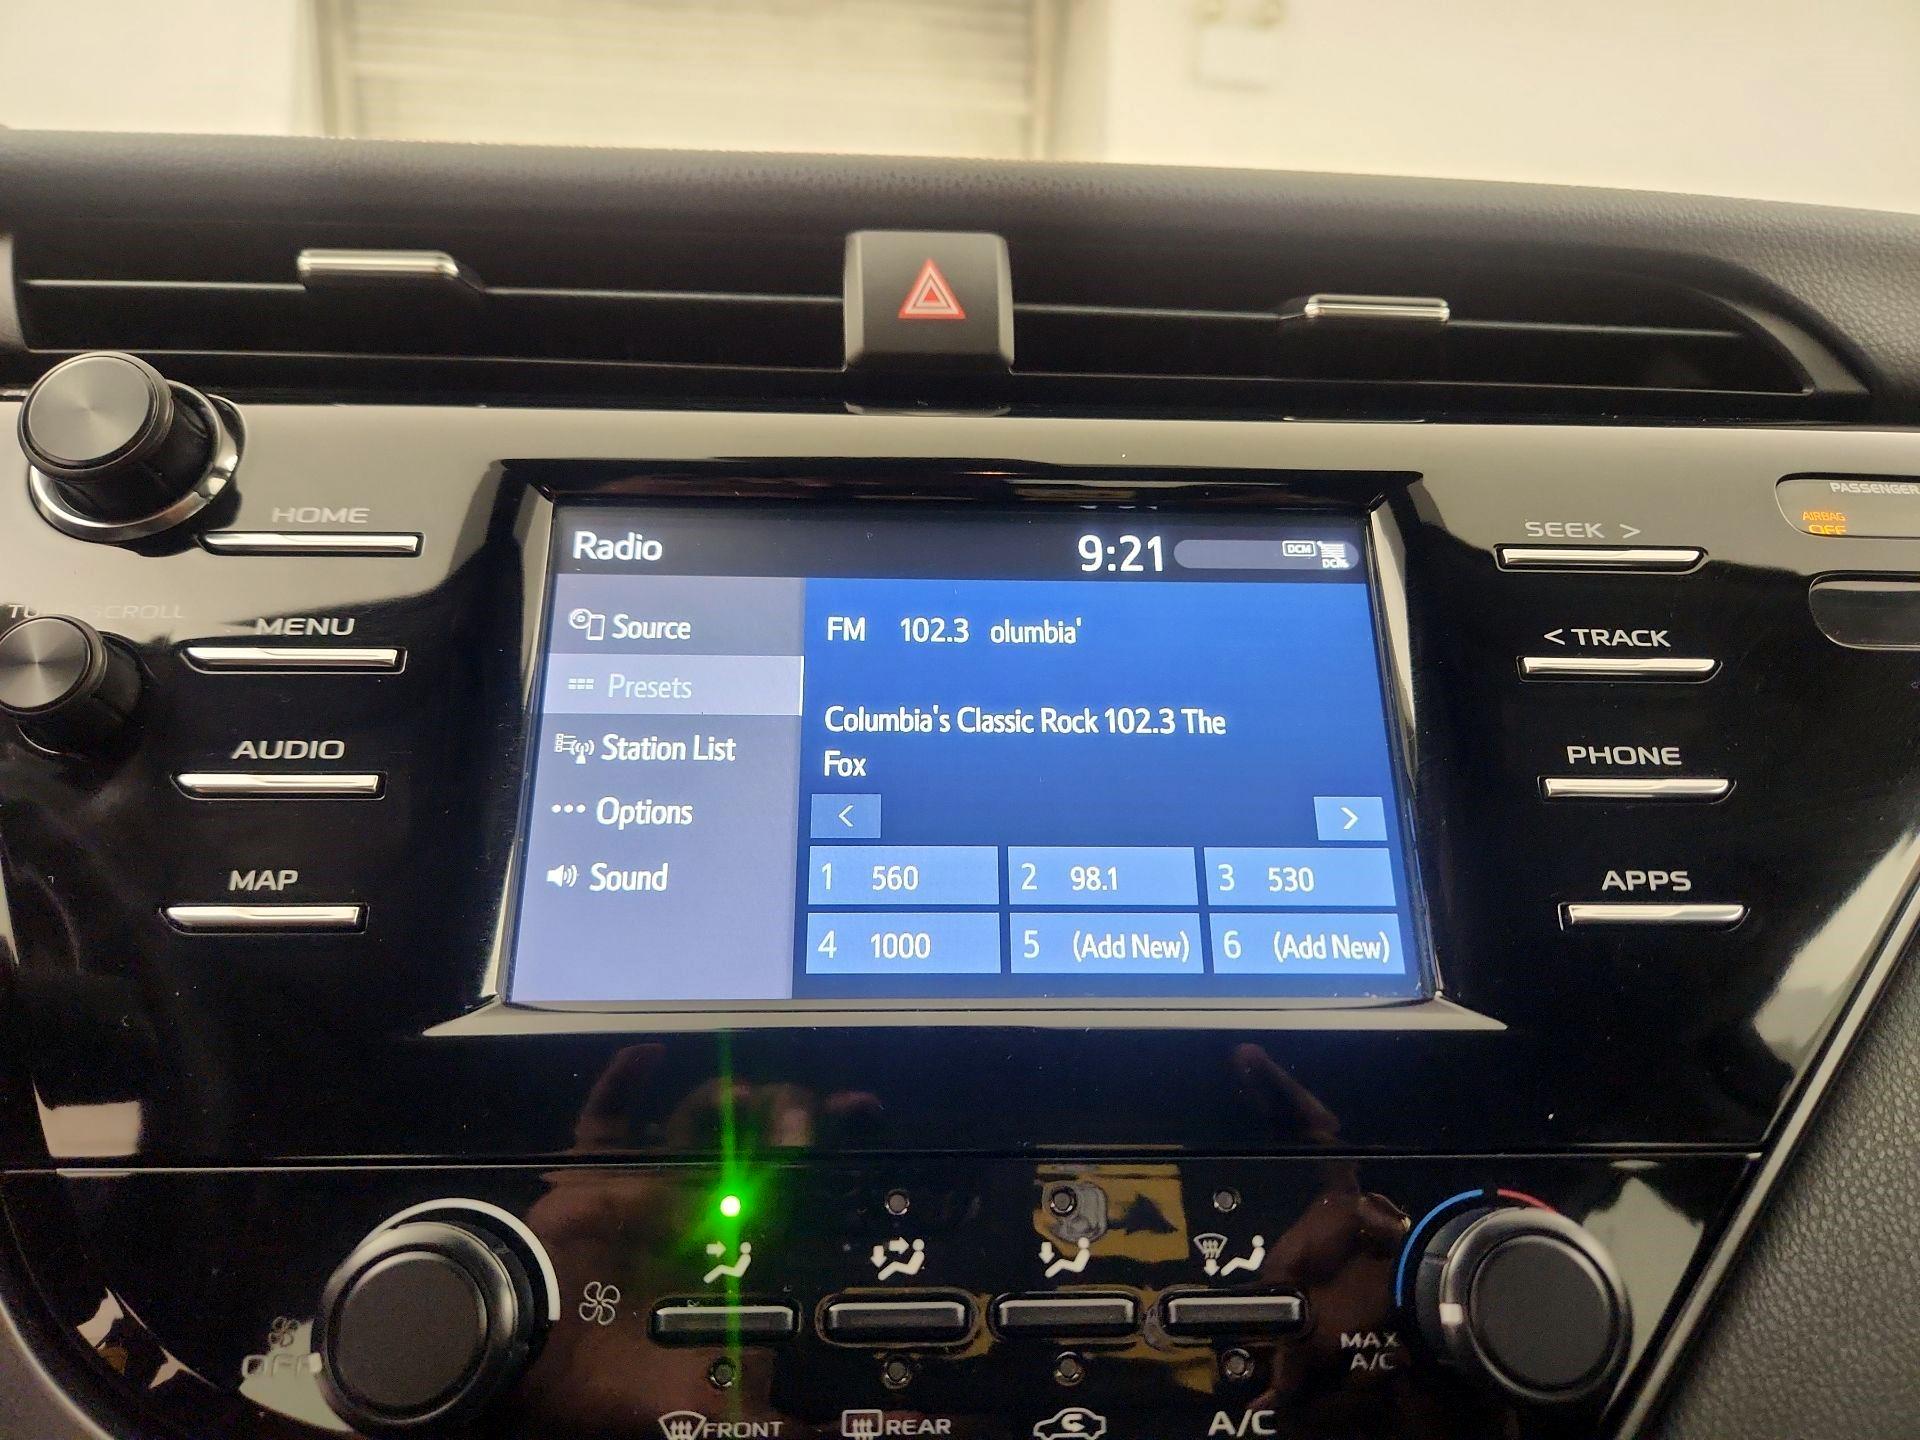 PASSENGER
AIRBAG
OFF
HOME
SEEK >
Radio
9:21
DCM
SCROLL
MENU
Source
FM 102.3 olumbia'
< TRACK
Presets
AUDIO
Station List
Columbia's Classic Rock 102.3 The
Fox
PHONE
Options
<
>
MAP
Sound
1 560
2 98.1
3 530
APPS
4 1000
5 (Add New)
6 (Add New)
OFF
MAX
A/C
FRONT
REAR
A/C